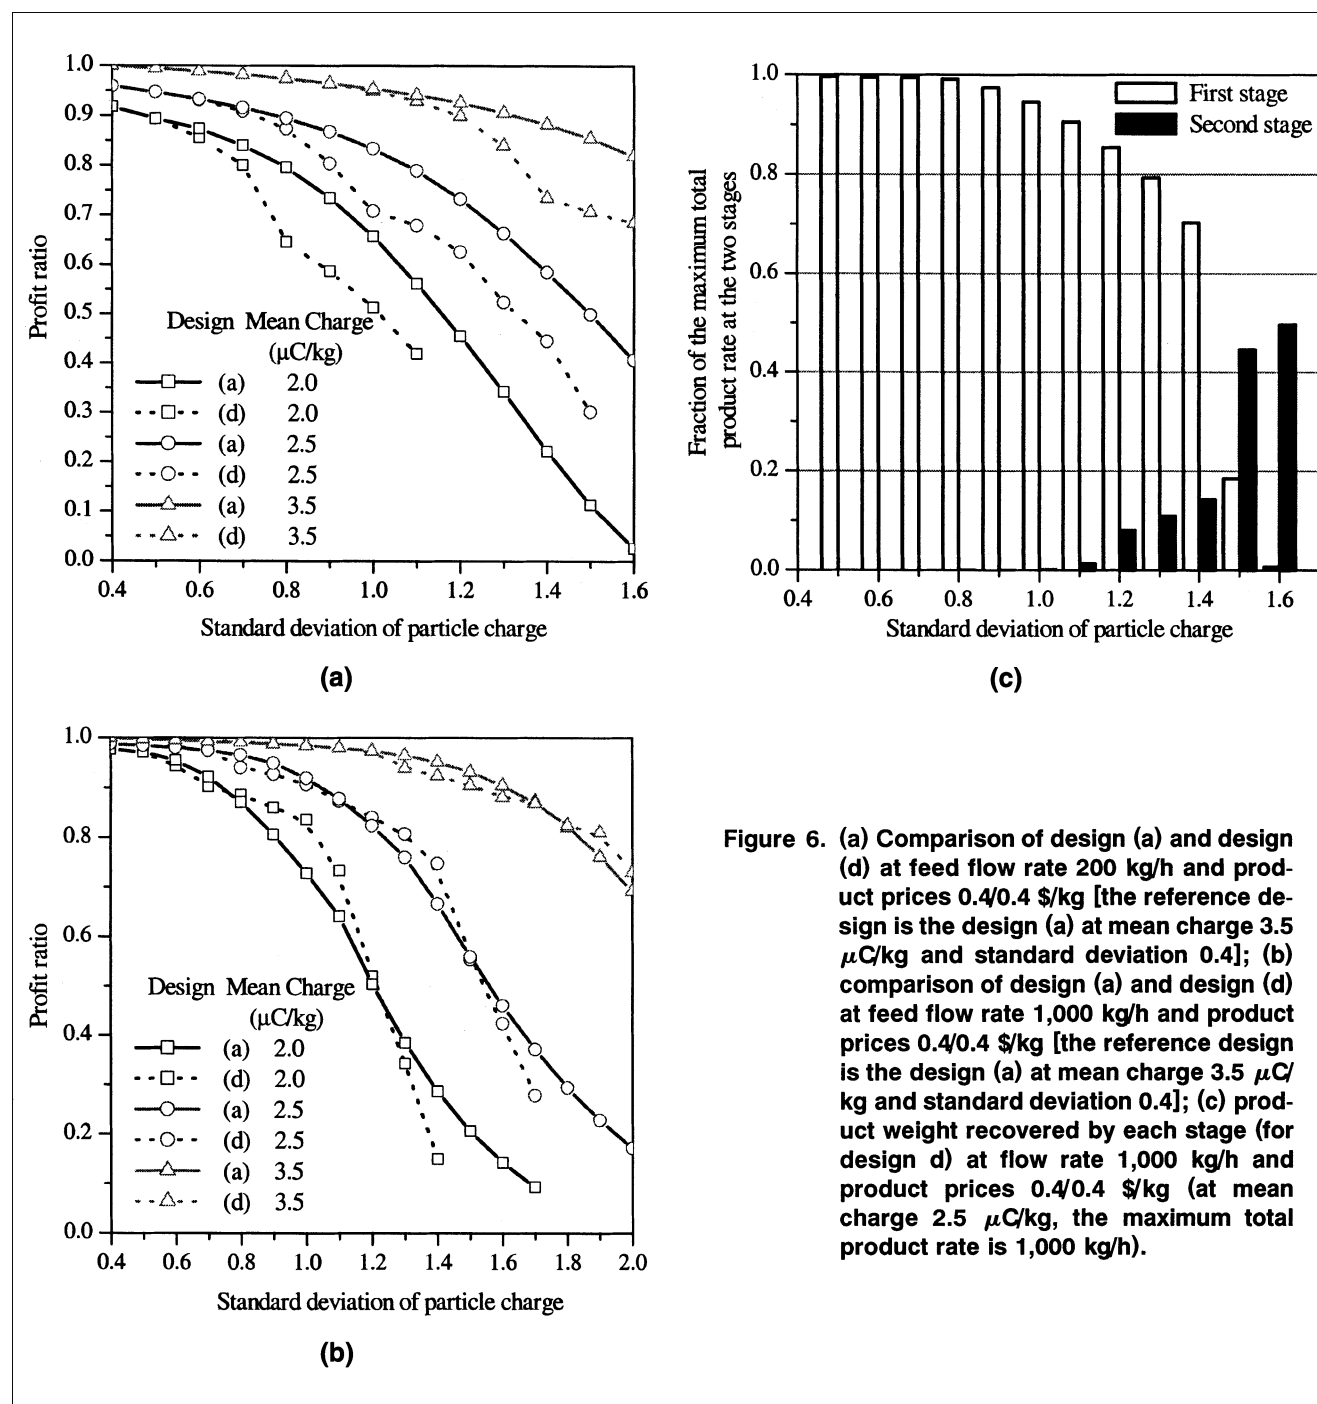 1.0
0.9
0.8
0.7
0.6
0.5
0.4
0.3
0.2
0.1
0.0
Profit ratio
Design Mean Charge
(μC/kg)
(a) 2.0
(d) 2.0
(a) 2.5
(d) 2.5
(a) 3.5
(d) 3.5
0.4 0.6 0.8 1.0 1.2 1.4 1.6
Standard deviation of particle charge
(a)
1.0
0.8
0.6
0.4
0.2
0.0
Fraction of the maximum total
product rate at the two stages
First stage
Second stage
0.4 0.6 0.8 1.0 1.2 1.4 1.6
Standard deviation of particle charge
(c)
1.0
0.8
0.6
0.4
0.2
0.0
Profit ratio
Design Mean Charge
(μC/kg)
(a) 2.0
(d) 2.0
(a) 2.5
(d) 2.5
(a) 3.5
(d) 3.5
0.4 0.6 0.8 1.0 1.2 1.4 1.6 1.8 2.0
Standard deviation of particle charge
(b)
Figure 6. (a) Comparison of design (a) and design
(d) at feed flow rate 200 kg/h and prod-
uct prices 0.4/0.4 $/kg [the reference de-
sign is the design (a) at mean charge 3.5
μC/kg and standard deviation 0.4]; (b)
comparison of design (a) and design (d)
at feed flow rate 1,000 kg/h and product
prices 0.4/0.4 $/kg [the reference design
is the design (a) at mean charge 3.5 μC/
kg and standard deviation 0.4]; (c) prod-
uct weight recovered by each stage (for
design d) at flow rate 1,000 kg/h and
product prices 0.4/0.4 $/kg (at mean
charge 2.5 μC/kg, the maximum total
product rate is 1,000 kg/h).